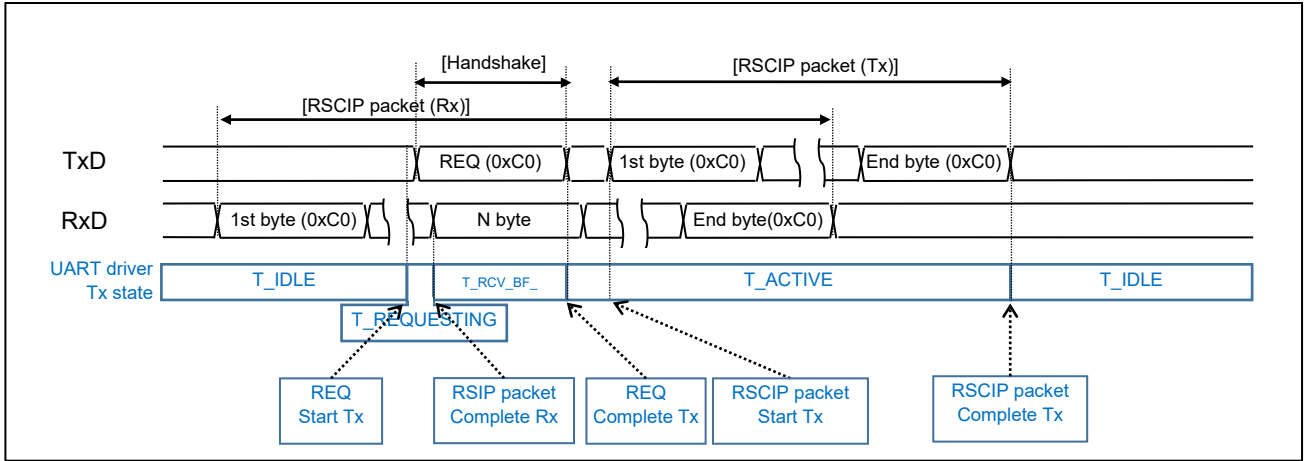 [Handshake]
[RSCIP packet (Tx)]
[RSCIP packet (Rx)]
TxD
REQ (0xC0)
1st byte (0xC0)
End byte (0xC0)
RxD
1st byte (0xC0)
N byte
End byte(0xC0)
UART driver
Tx state
T_IDLE
T_RCV_BF_
T_ACTIVE
T_IDLE
T_REQUESTING
REQ
Start Tx
RSIP packet
Complete Rx
REQ
Complete Tx
RSCIP packet
Start Tx
RSCIP packet
Complete Tx